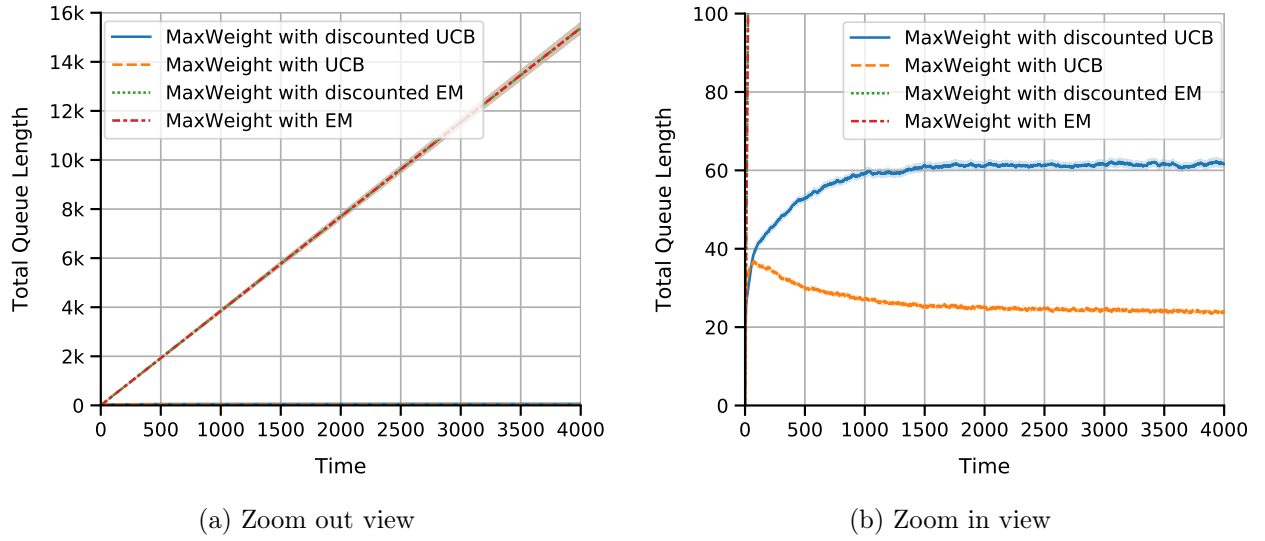 16k
14k
12k
10k
8k
6k
4k
2k
0
Total Queue Length
MaxWeight with discounted UCB
MaxWeight with UCB
MaxWeight with discounted EM
MaxWeight with EM
0 500 1000 1500 2000 2500 3000 3500 4000
Time
(a) Zoom out view
100
80
60
40
20
0
Total Queue Length
MaxWeight with discounted UCB
MaxWeight with UCB
MaxWeight with discounted EM
MaxWeight with EM
0 500 1000 1500 2000 2500 3000 3500 4000
Time
(b) Zoom in view